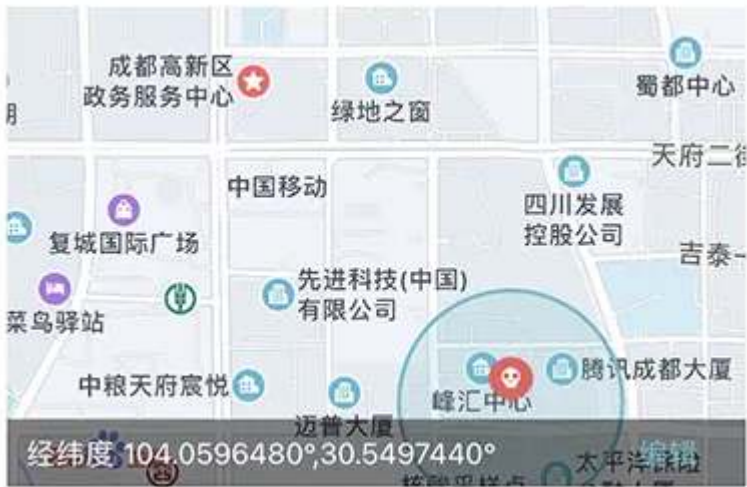 成都高新区
政务服务中心
绿地之窗
蜀都中心
天府二街
中国移动
四川发展
控股公司
复城国际广场
吉泰一
先进科技(中国)
有限公司
菜鸟驿站
中粮天府宸悦
腾讯成都大厦
峰汇中心
迈普大厦
经纬度 104.0596480°,30.5497440°
编辑
太平洋保险